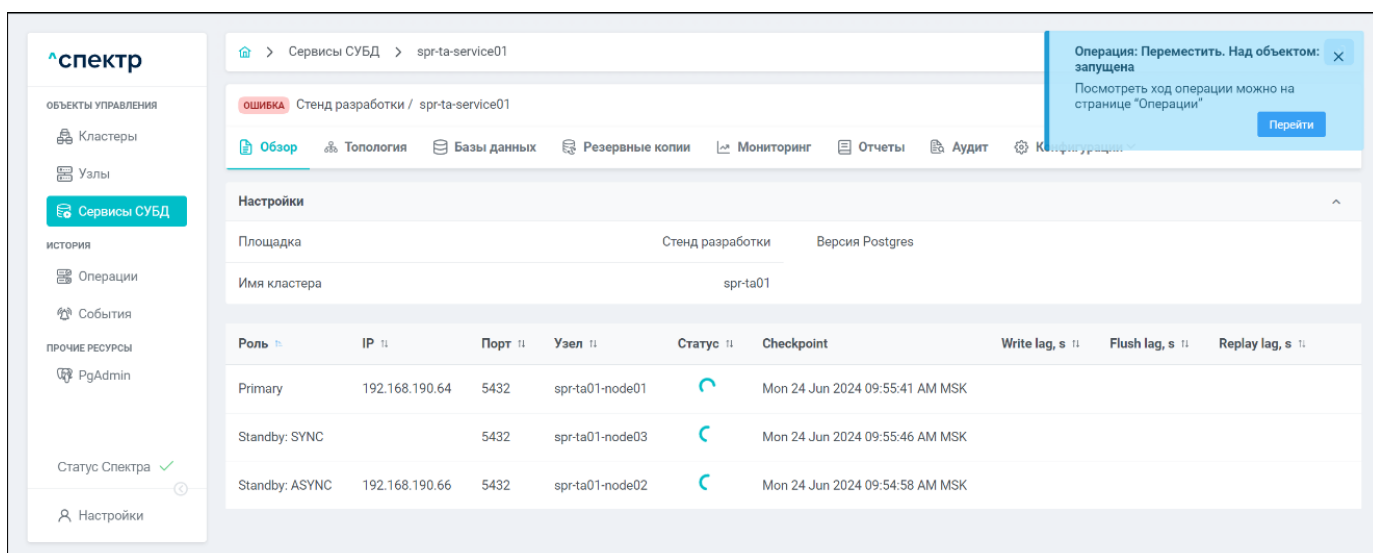 ^спектр
ОБЪЕКТЫ УПРАВЛЕНИЯ
Кластеры
Узлы
Сервисы СУБД
ИСТОРИЯ
Операции
События
ПРОЧИЕ РЕСУРСЫ
PgAdmin
Статус Спектра
Настройки
> Сервисы СУБД > spr-ta-service01
ОШИБКА Стенд разработки / spr-ta-service01
Операция: Переместить. Над объектом:
запущена
Посмотреть ход операции можно на
странице "Операции"
Перейти
Обзор Топология Базы данных Резервные копии Мониторинг Отчеты Аудит Конфигурации
Настройки
Площадка Стенд разработки Версия Postgres
Имя кластера spr-ta01
Роль IP Порт Узел Статус Checkpoint Write lag, s Flush lag, s Replay lag, s
Primary 192.168.190.64 5432 spr-ta01-node01 Mon 24 Jun 2024 09:55:41 AM MSK
Standby: SYNC 5432 spr-ta01-node03 Mon 24 Jun 2024 09:55:46 AM MSK
Standby: ASYNC 192.168.190.66 5432 spr-ta01-node02 Mon 24 Jun 2024 09:54:58 AM MSK